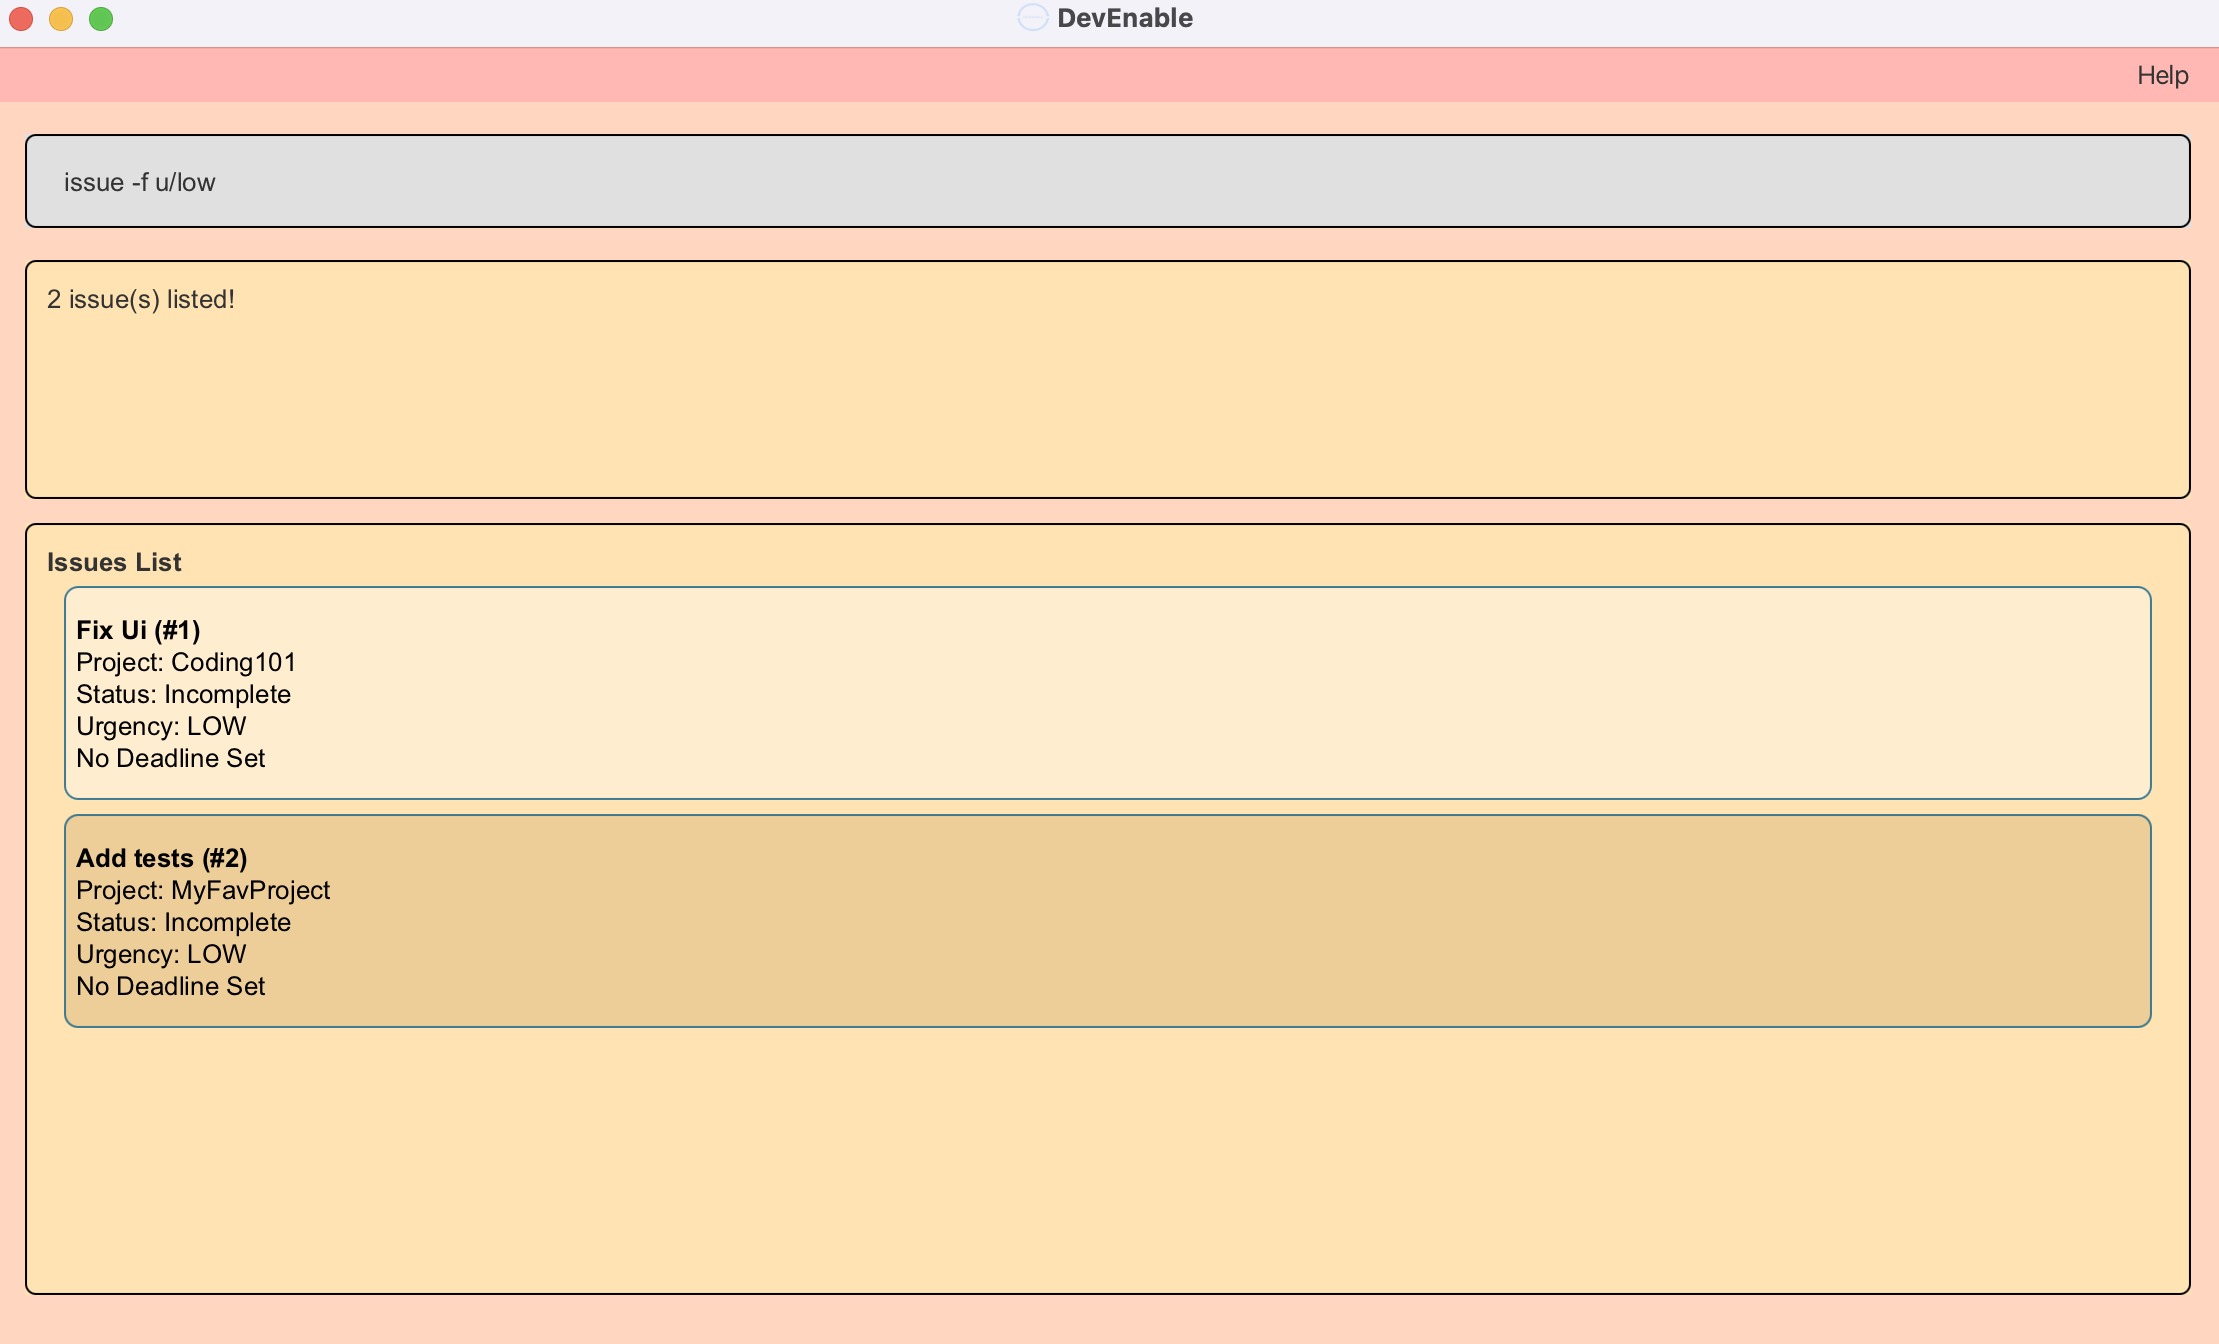 DevEnable
Help
issue -f u/low
2 issue(s) listed!
Issues List
Fix Ui (#1)
Project: Coding101
Status: Incomplete
Urgency: LOW
No Deadline Set
Add tests (#2)
Project: MyFavProject
Status: Incomplete
Urgency: LOW
No Deadline Set